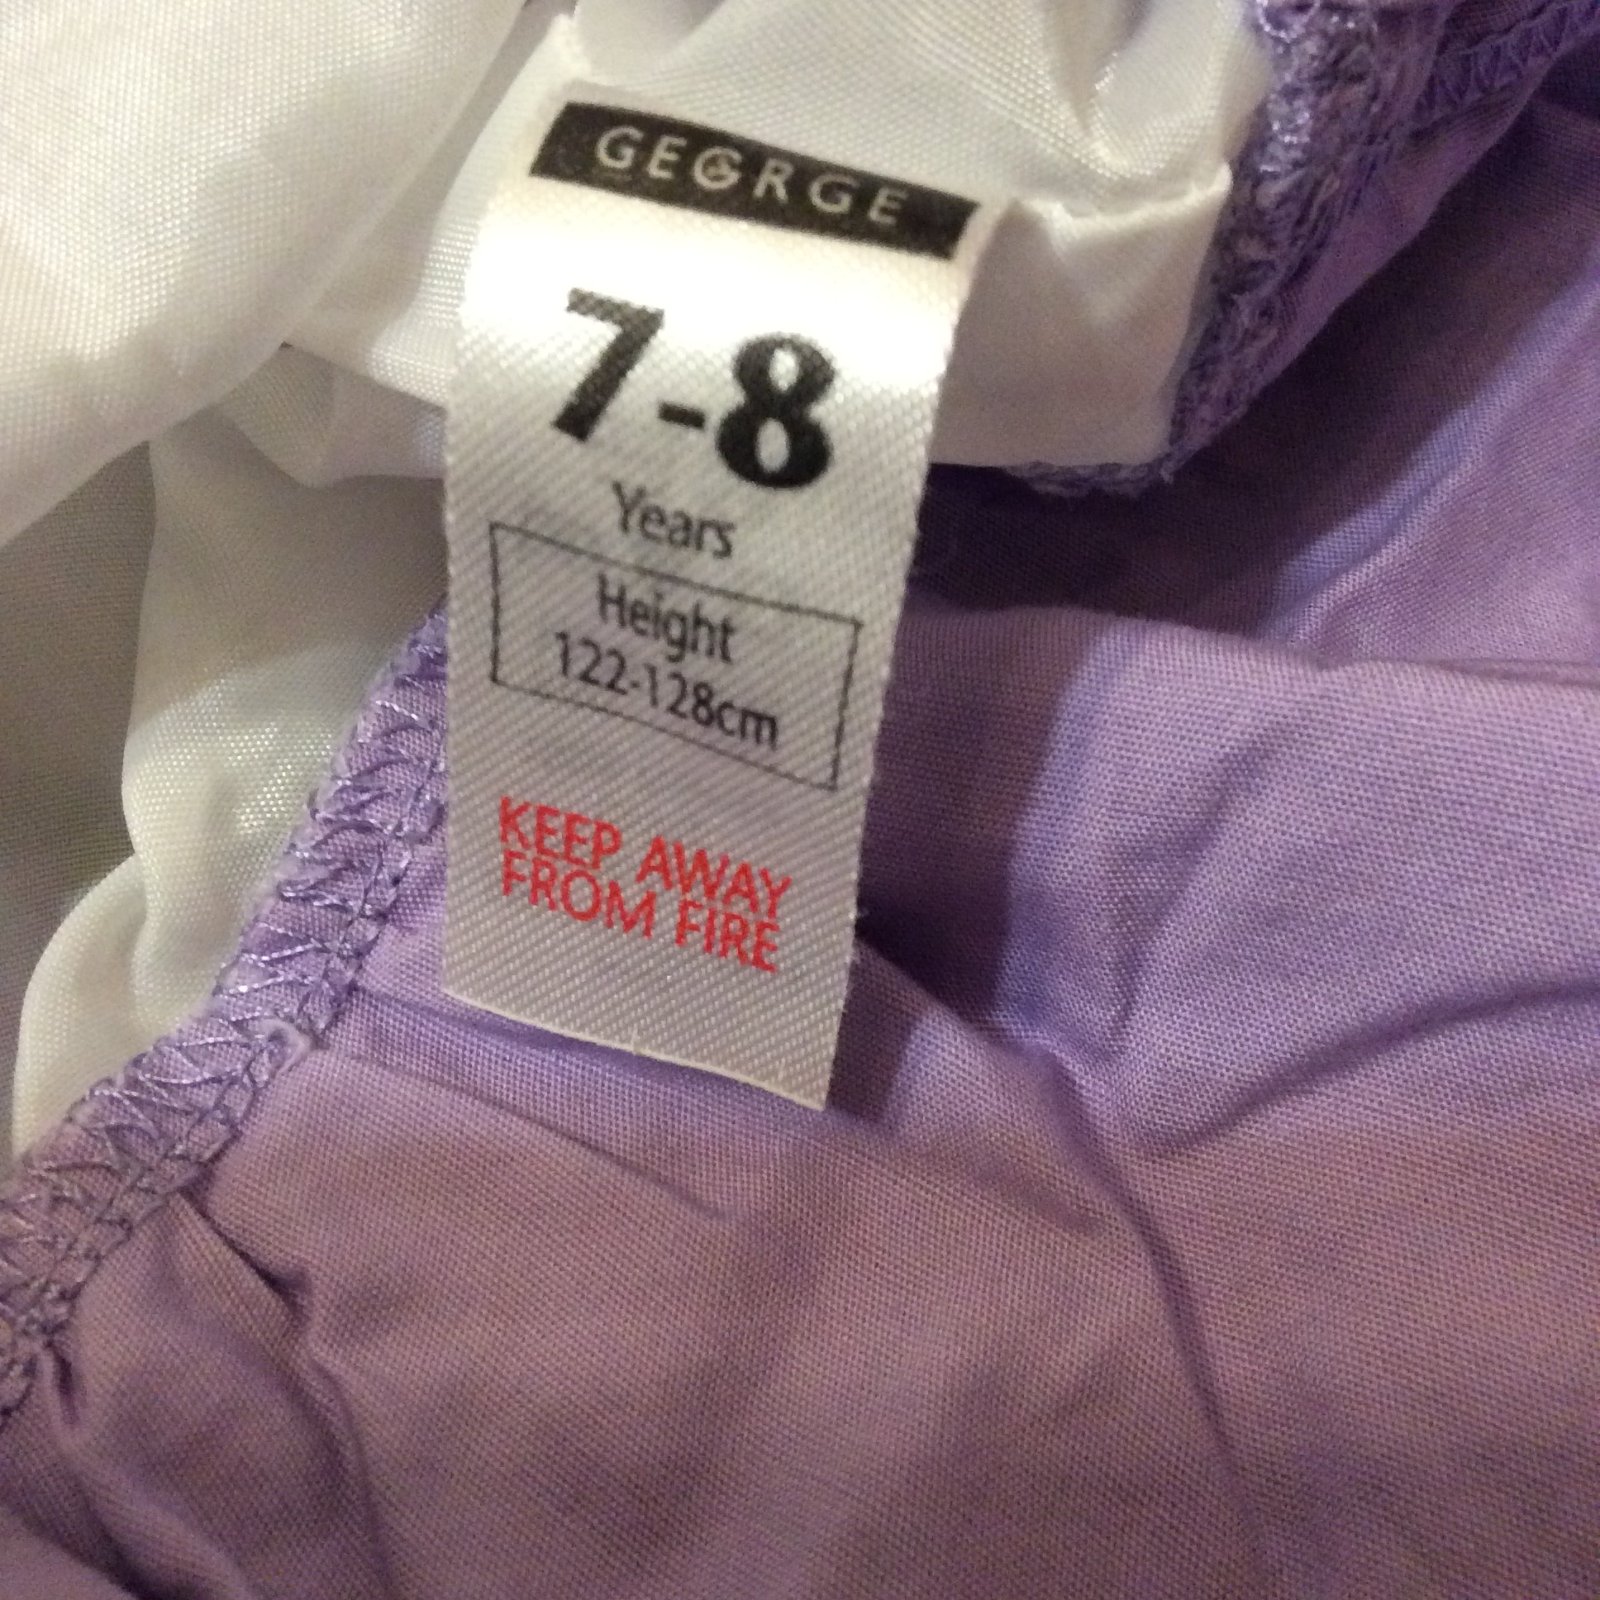 GEORGE
7-8
Years
Height
122-128cm
KEEP AWAY
FROM FIRE